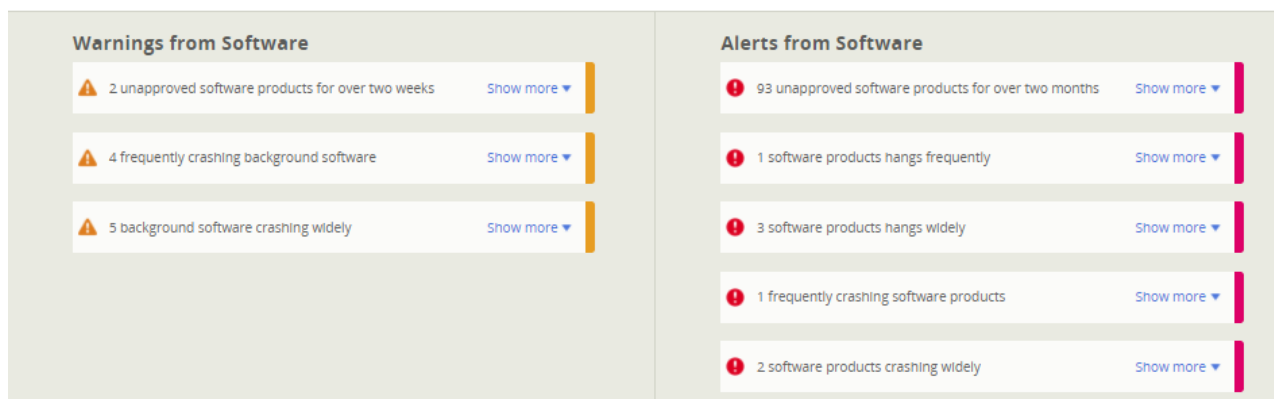 Warnings from Software
2 unapproved software products for over two weeks Show more
4 frequently crashing background software Show more
5 background software crashing widely Show more
Alerts from Software
93 unapproved software products for over two months Show more
1 software products hangs frequently Show more
3 software products hangs widely Show more
1 frequently crashing software products Show more
2 software products crashing widely Show more